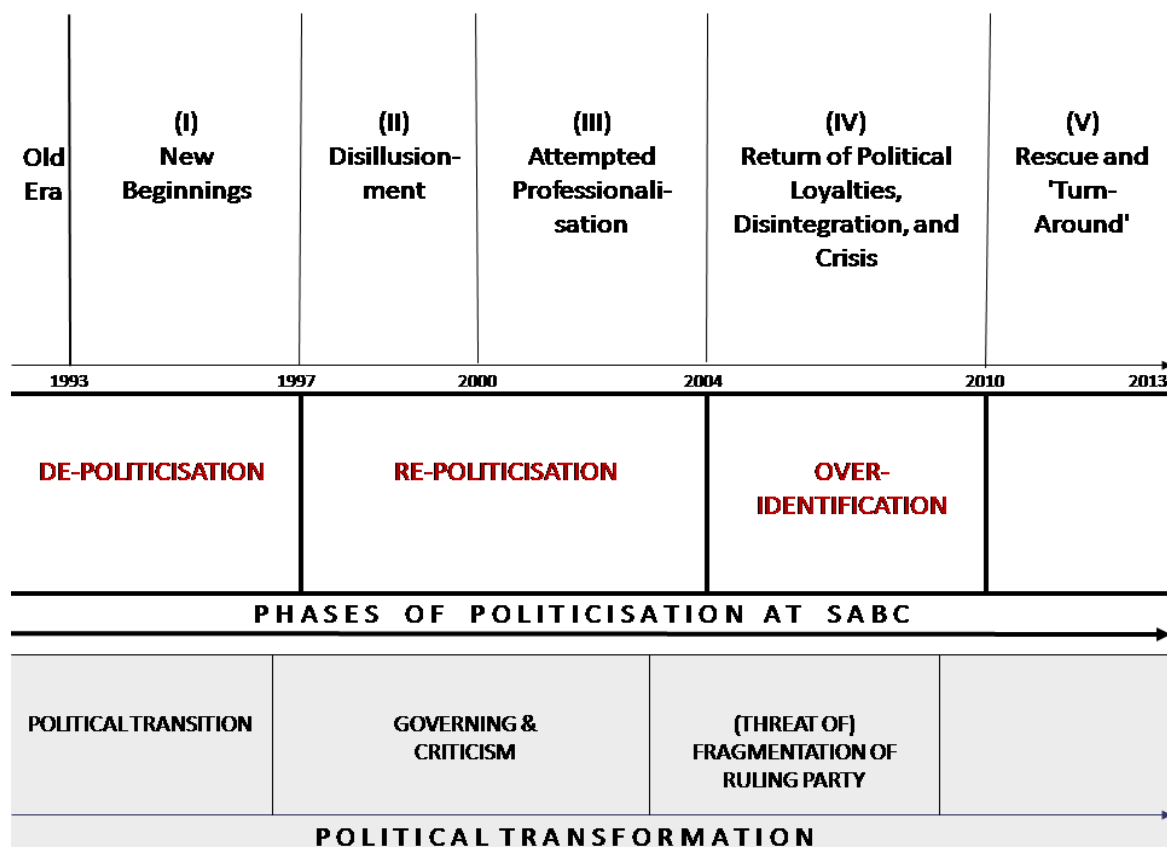 Old
Era
(I)
New
Beginnings
(II)
Disillusion-
ment
(III)
Attempted
Professionali-
sation
(IV)
Return of Political
Loyalties,
Disintegration, and
Crisis
(V)
Rescue and
'Turn-
Around'
1993 1997 2000 2004 2010 2013
DE-POLITICISATION
RE-POLITICISATION
OVER-
IDENTIFICATION
PHASES OF POLITICISATION AT SABC
POLITICAL TRANSITION
GOVERNING &
CRITICISM
(THREAT OF)
FRAGMENTATION OF
RULING PARTY
POLITICAL TRANSFORMATION